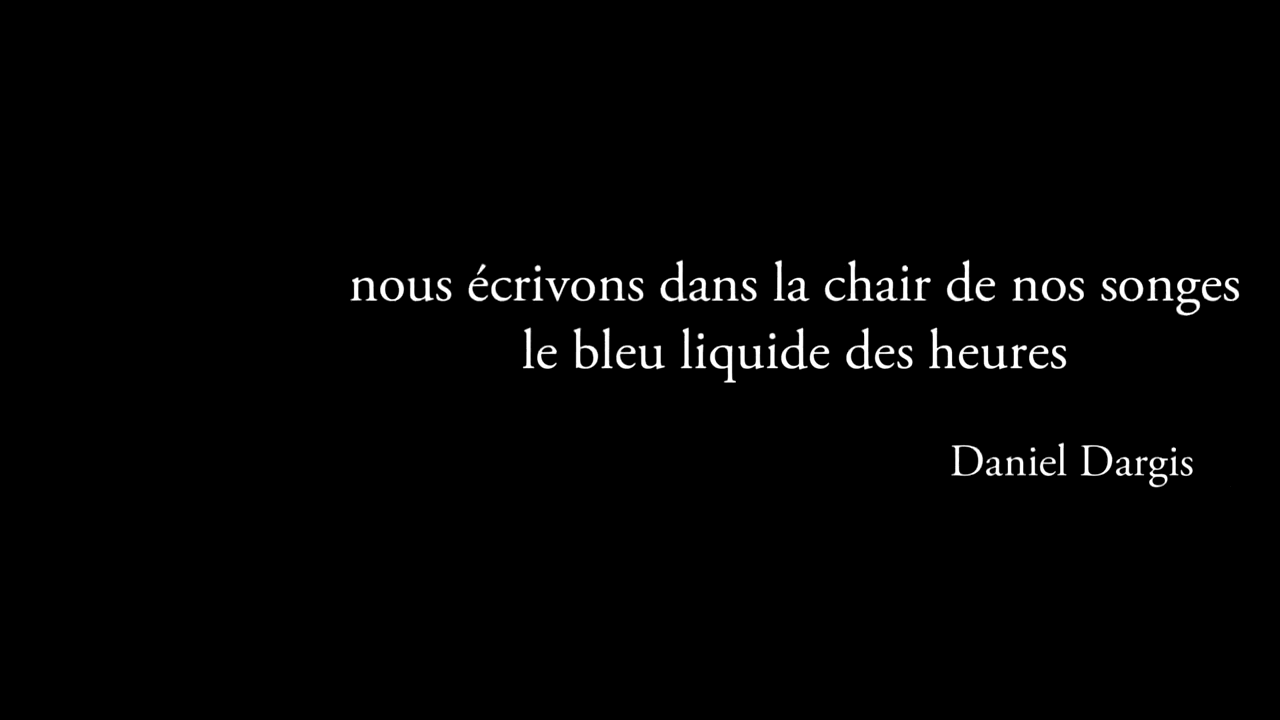 nous écrivons dans la chair de nos songes
le bleu liquide des heures
Daniel Dargis